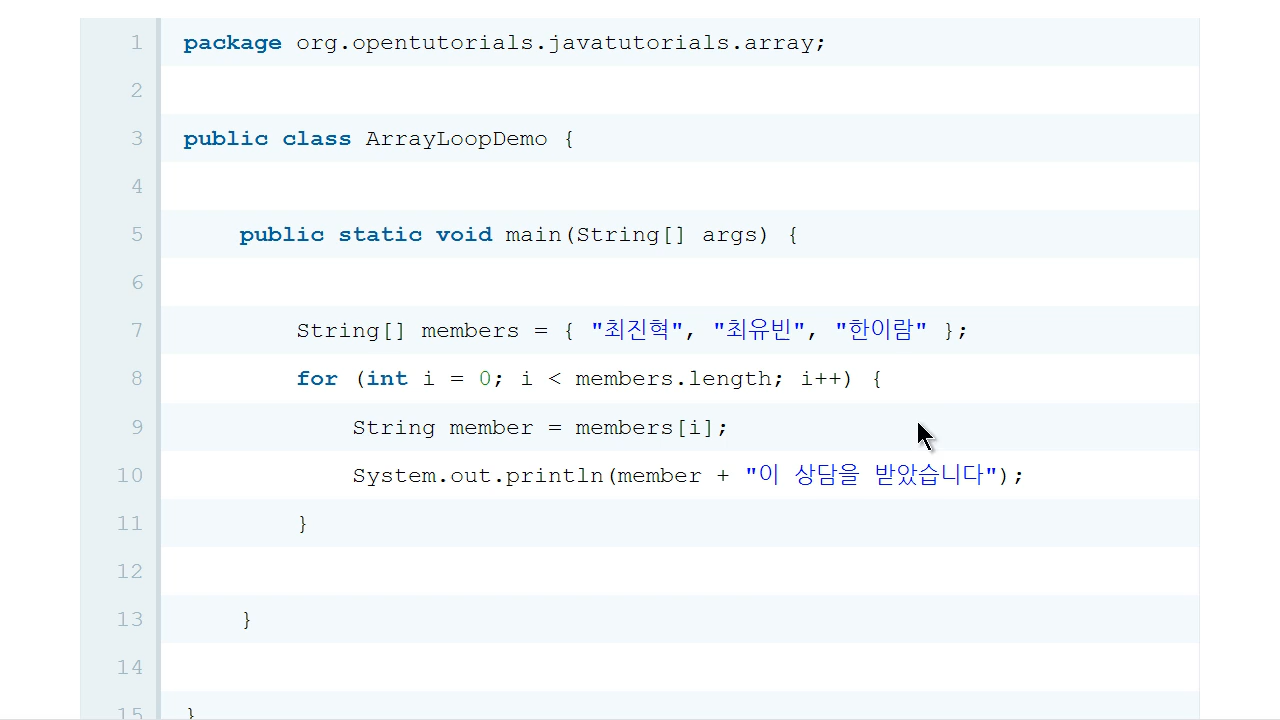 1 package org.opentutorials.javatutorials.array;
2
3 public class ArrayLoopDemo {
4
5     public static void main(String[] args) {
6
7         String[] members = { "최진혁", "최유빈", "한이람" };
8         for (int i = 0; i < members.length; i++) {
9             String member = members[i];
10             System.out.println(member + "이 상담을 받았습니다");
11         }
12
13     }
14
15 }